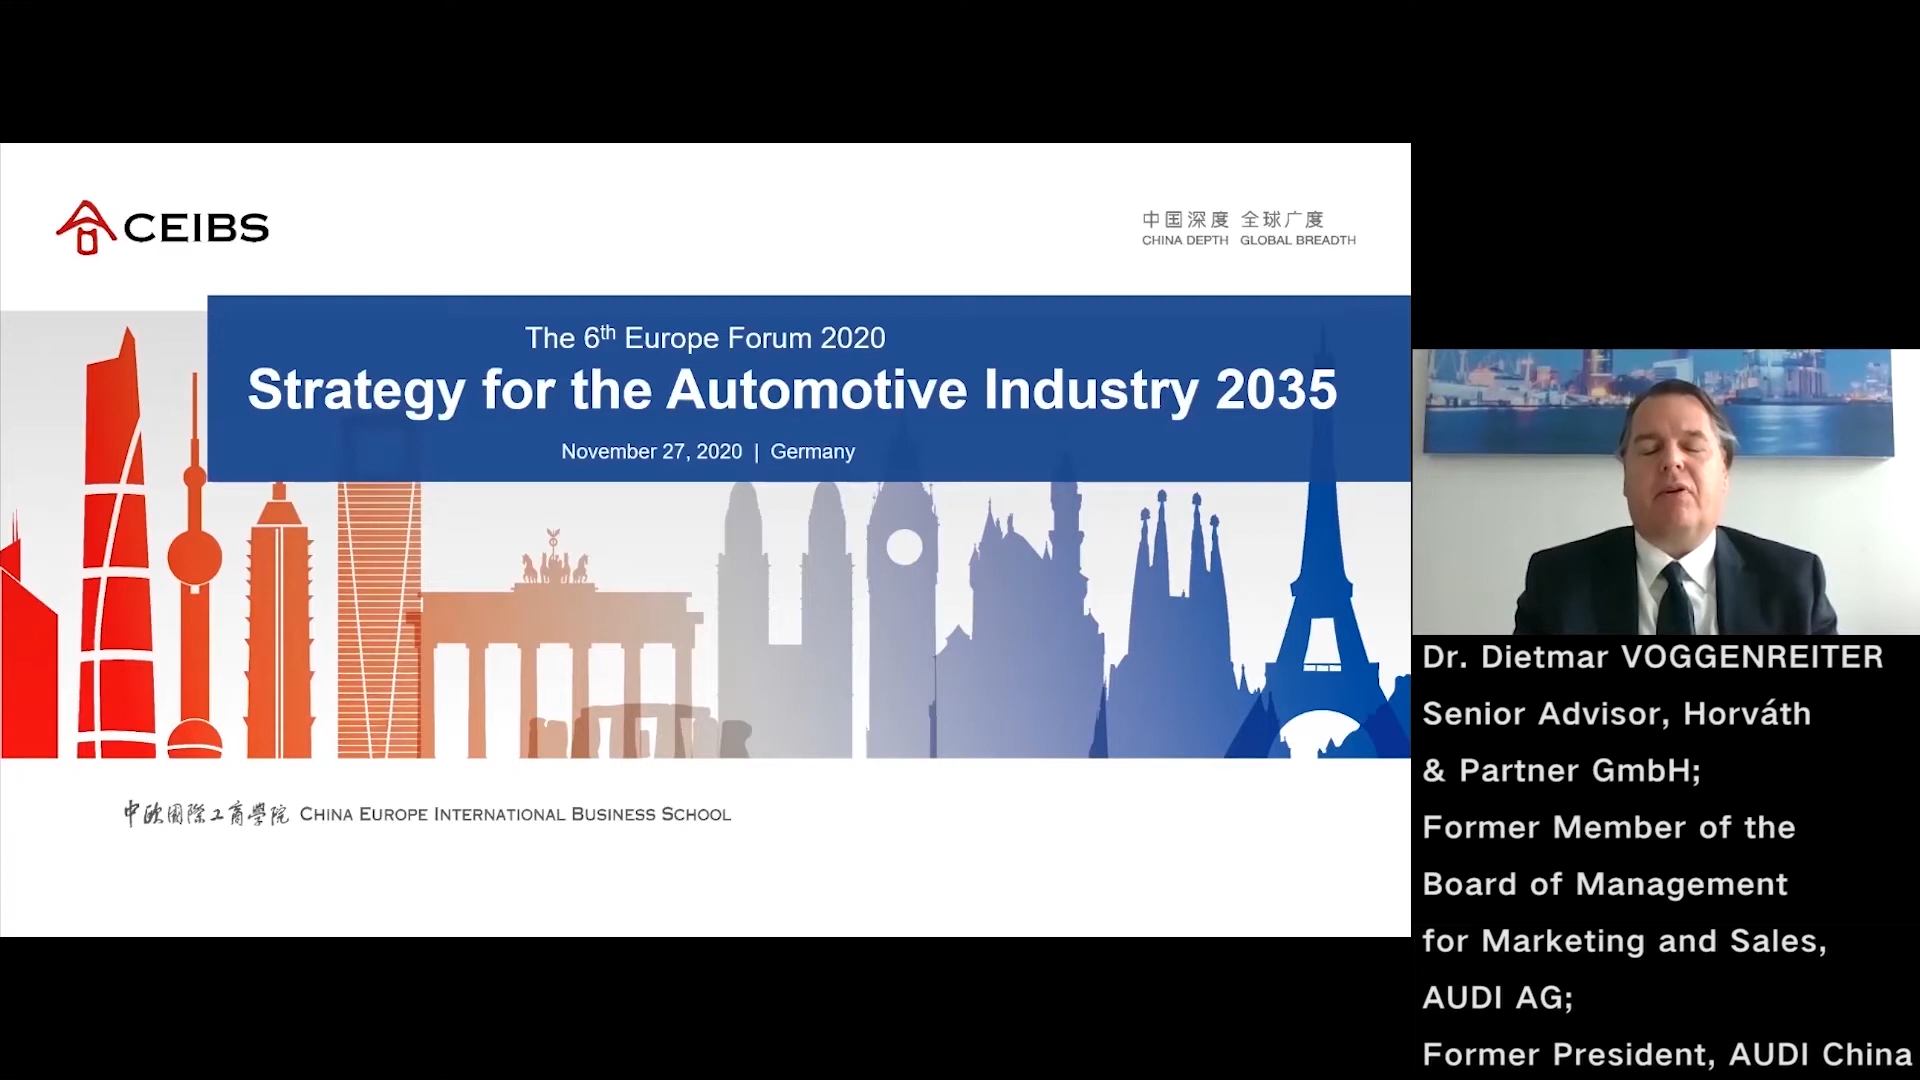 CEIBS
中国深度 全球广度
CHINA DEPTH GLOBAL BREADTH
The 6th Europe Forum 2020
Strategy for the Automotive Industry 2035
November 27, 2020 | Germany
中欧國際工商學院 CHINA EUROPE INTERNATIONAL BUSINESS SCHOOL
Dr. Dietmar VOGGENREITER
Senior Advisor, Horváth
& Partner GmbH;
Former Member of the
Board of Management
for Marketing and Sales,
AUDI AG;
Former President, AUDI China